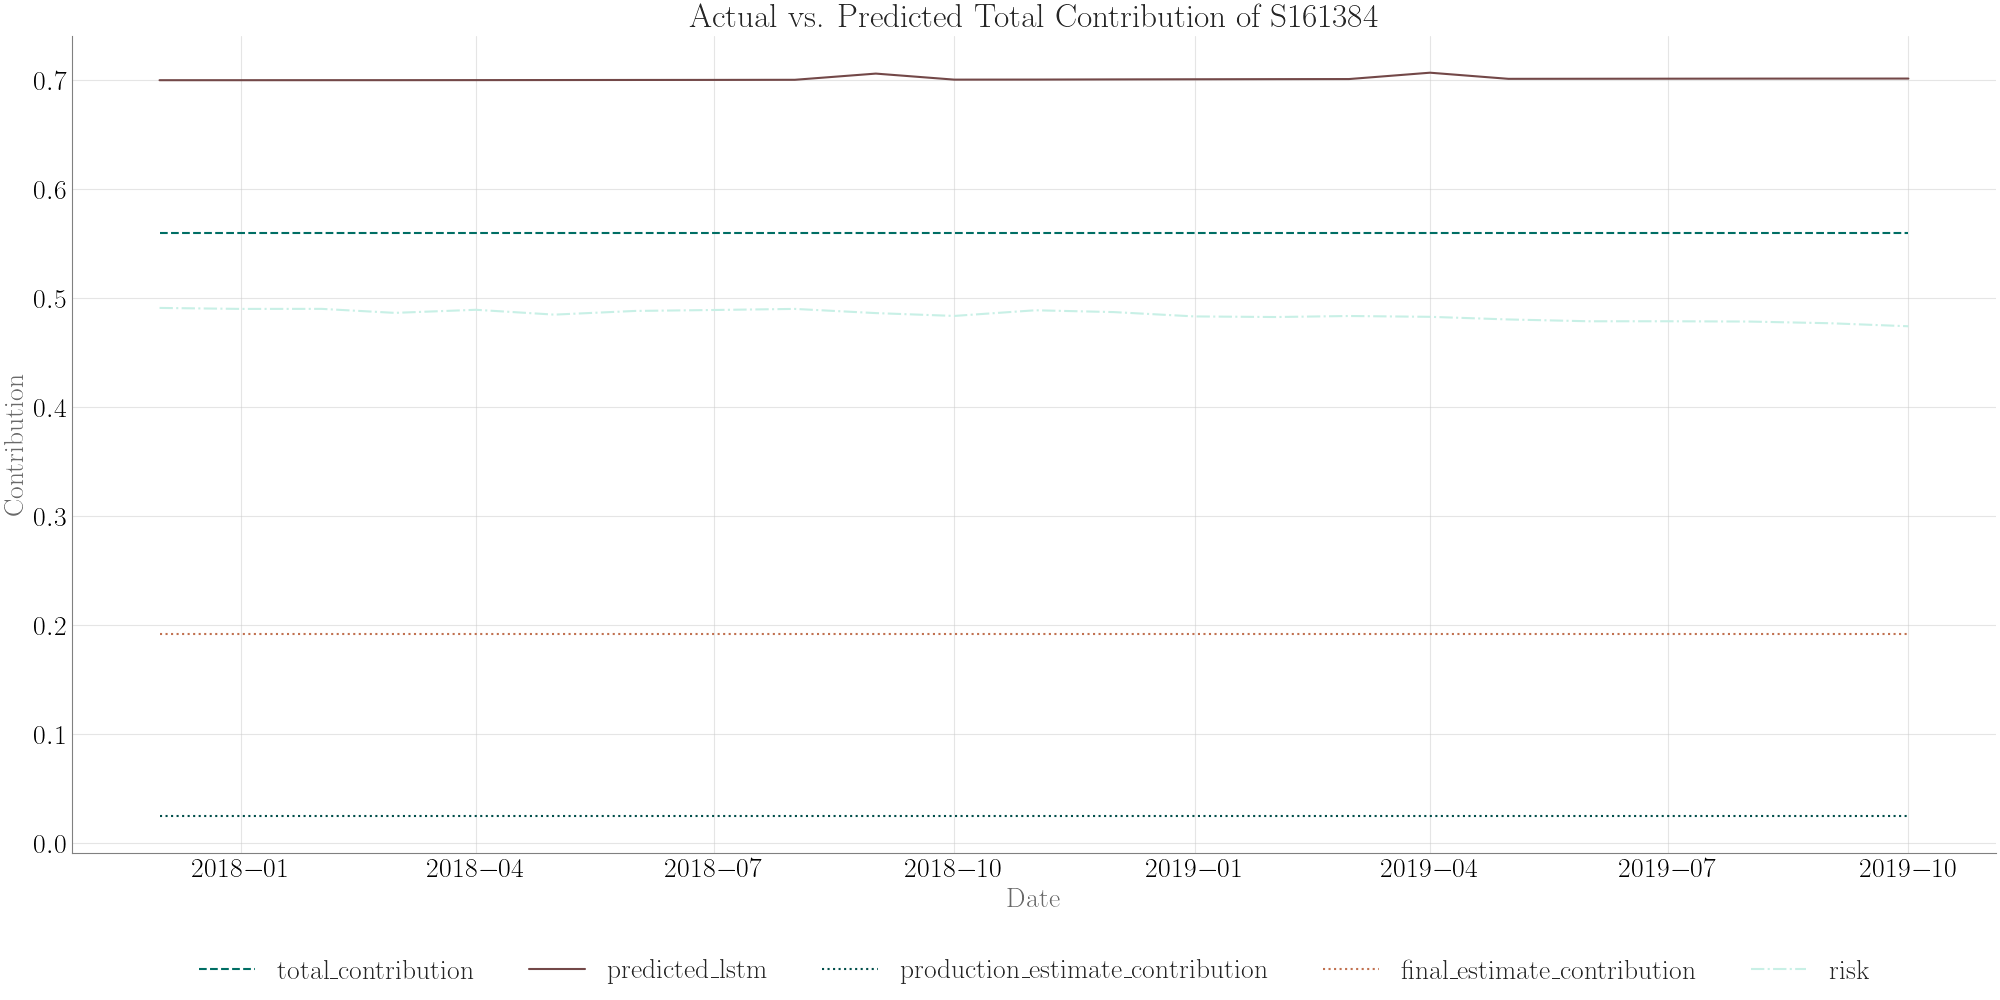 Actual vs. Predicted Total Contribution of S161384
0.7
0.6
0.5
0.4
0.3
0.2
0.1
0.0
Contribution
2018−01 2018−04 2018−07 2018−10 2019−01 2019−04 2019−07 2019−10
Date
total_contribution predicted_lstm production_estimate_contribution final_estimate_contribution risk